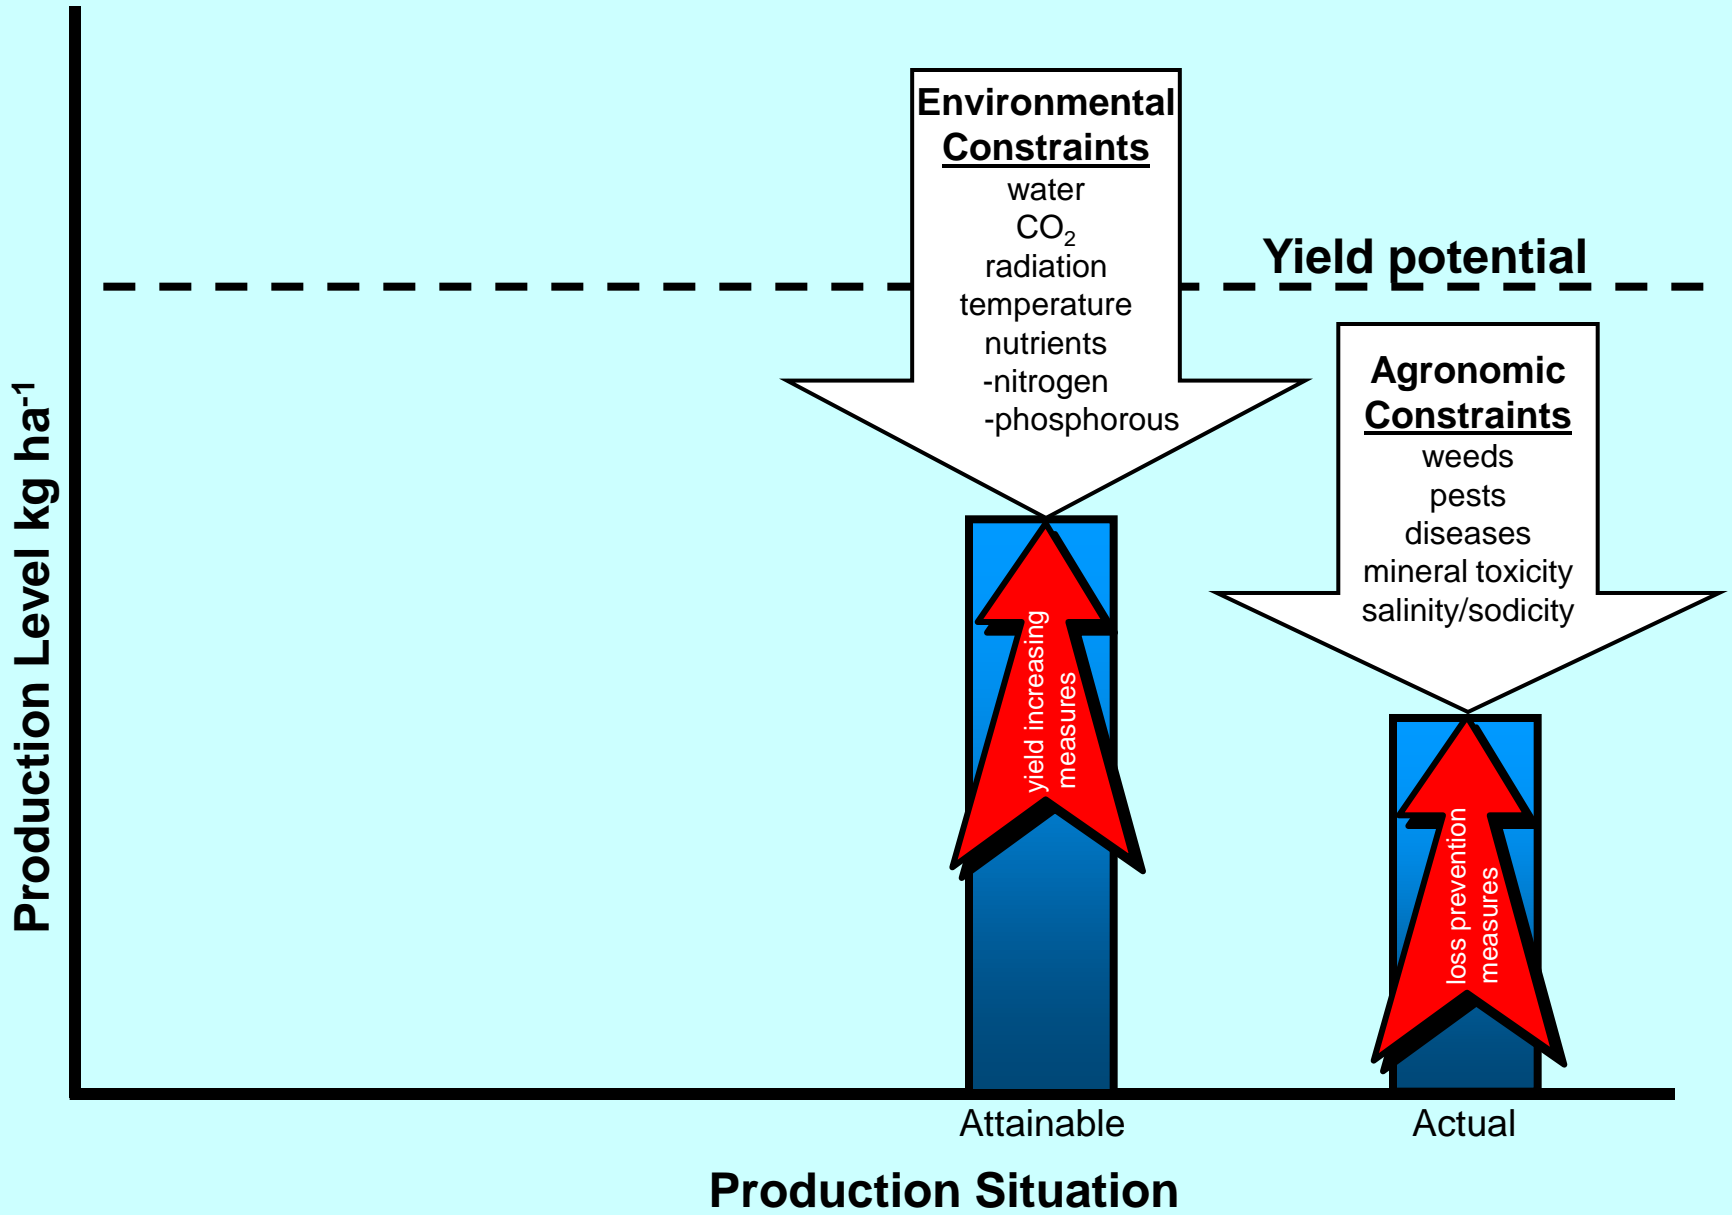 Environmental
Constraints
water
CO₂
radiation
temperature
nutrients
-nitrogen
-phosphorous
Yield potential
Agronomic
Constraints
weeds
pests
diseases
mineral toxicity
salinity/sodicity
Production Level kg ha⁻¹
yield increasing
measures
loss prevention
measures
Attainable
Actual
Production Situation